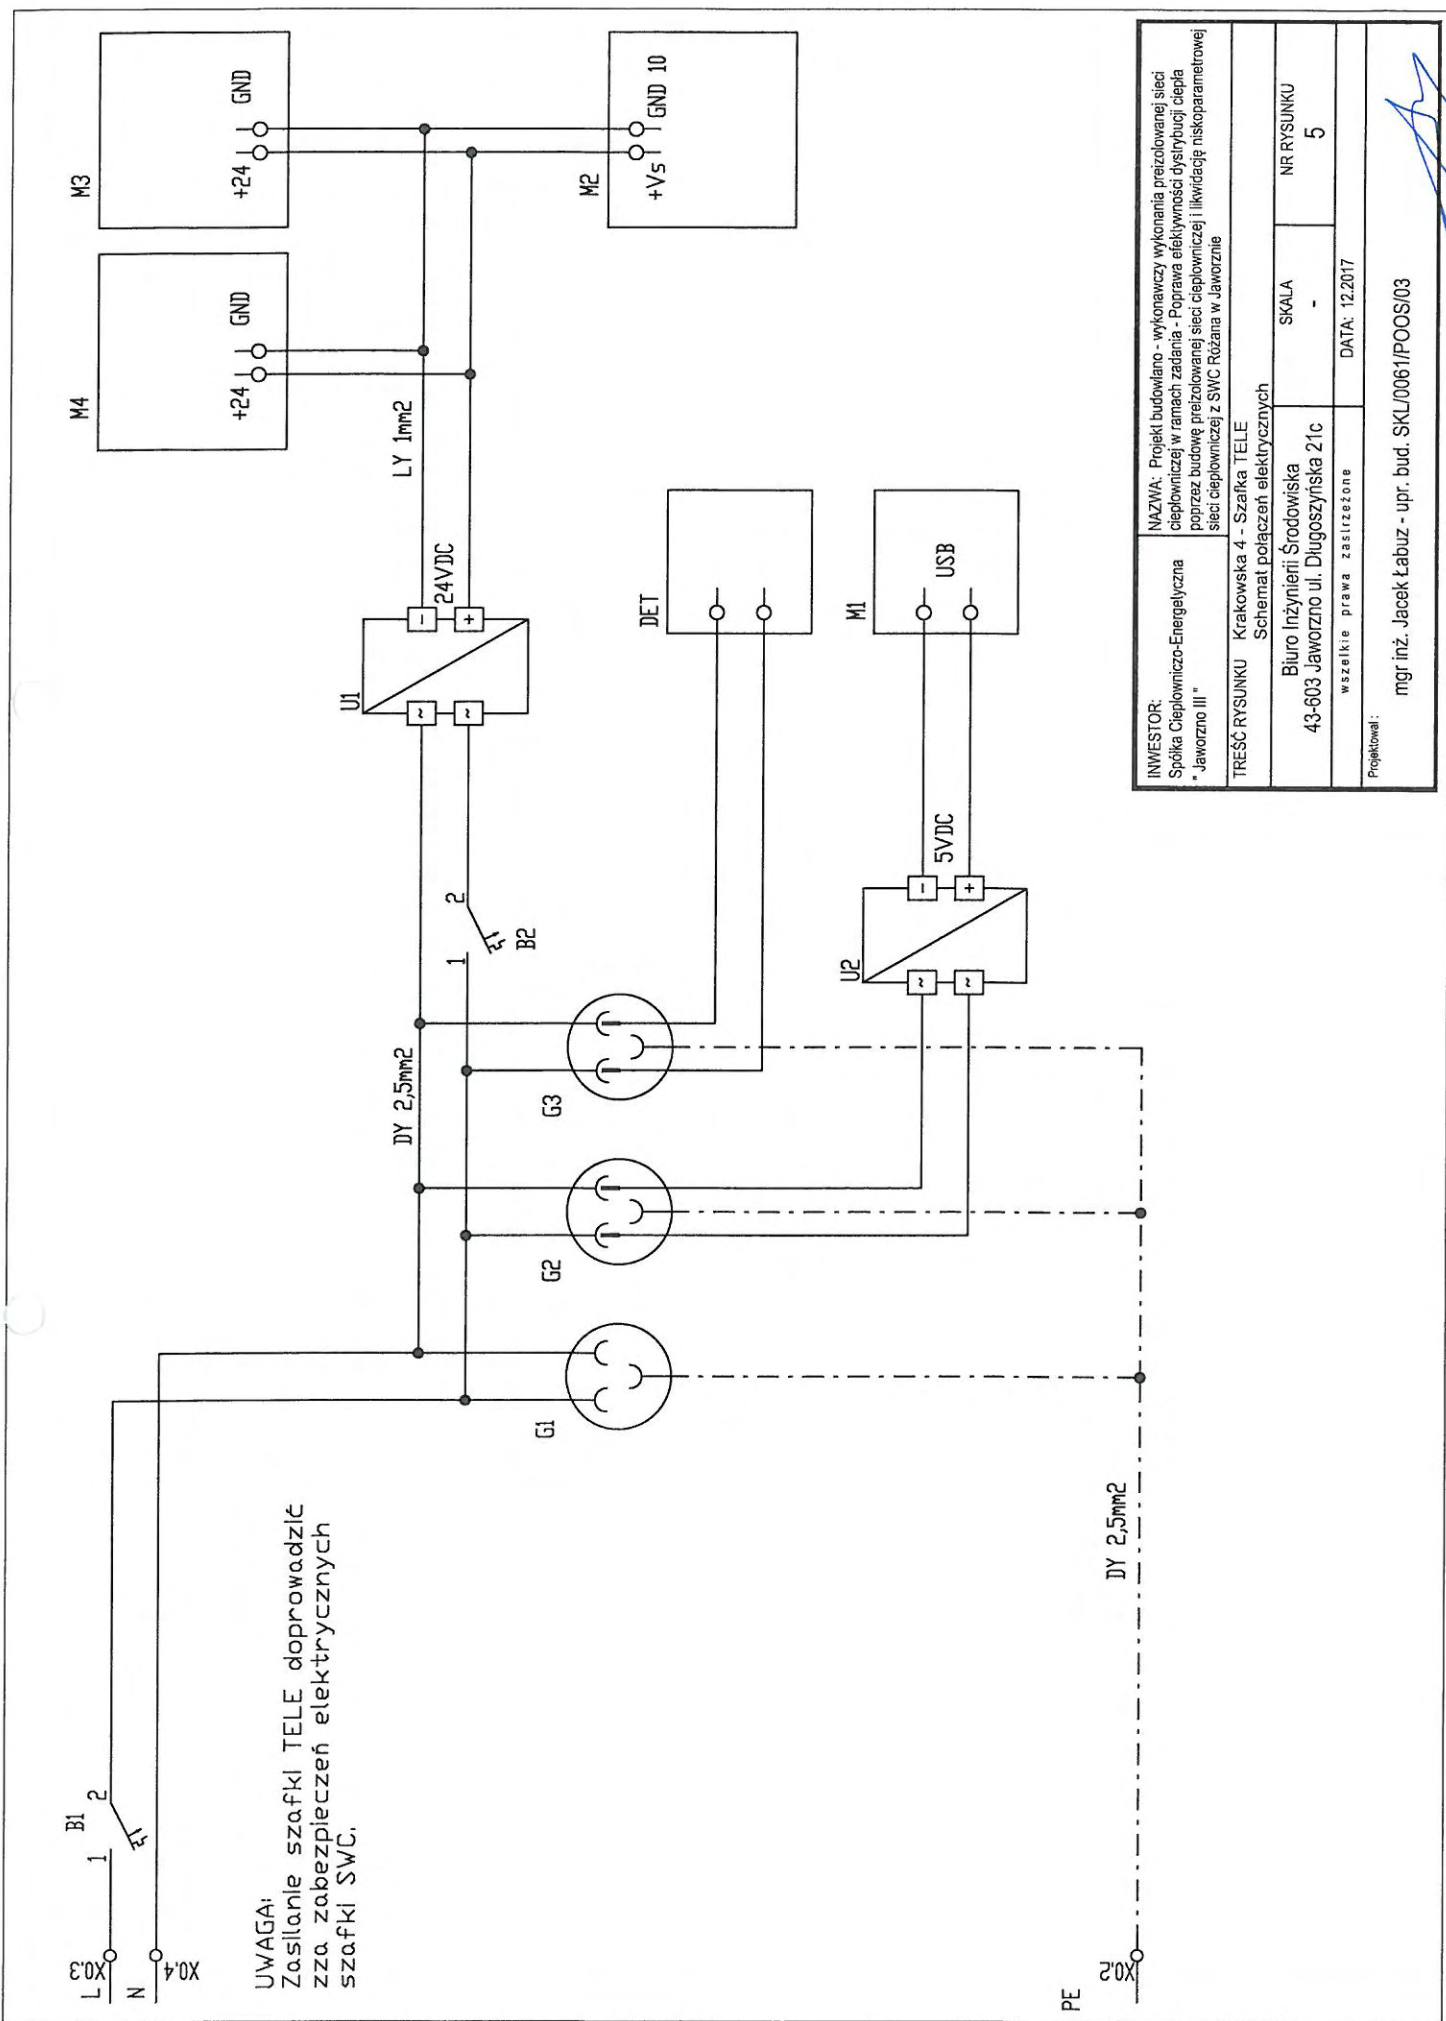 X0.3
L
N
X0.4
1
B1
2
UWAGA:
Zasilanie szafki TELE doprowadzić
zza zabezpieczeń elektrycznych
szafki SWC.
PE
X0.2
DY 2,5mm2
G1
G2
G3
DY 2,5mm2
1
2
B2
U1
~
~
-
+
24VDC
LY 1mm2
M4
+24
GND
M3
+24
GND
M2
+Vs
GND 10
DET
M1
USB
U2
~
~
-
+
5VDC
INWESTOR:
Spółka Ciepłowniczo-Energetyczna
" Jaworzno III "
NAZWA: Projekt budowlano - wykonawczy wykonania preizolowanej sieci
ciepłowniczej w ramach zadania - Poprawa efektywności dystrybucji ciepła
poprzez budowę preizolowanej sieci ciepłowniczej i likwidację niskoparametrowej
sieci ciepłowniczej z SWC Różana w Jaworznie
TREŚĆ RYSUNKU Krakowska 4 - Szafka TELE
Schemat połączeń elektrycznych
Biuro Inżynierii Środowiska
43-603 Jaworzno ul. Długoszyńska 21c
SKALA
-
NR RYSUNKU
5
wszelkie prawa zastrzeżone
DATA: 12.2017
Projektował :
mgr inż. Jacek Łabuz - upr. bud. SKL/0061/POOS/03